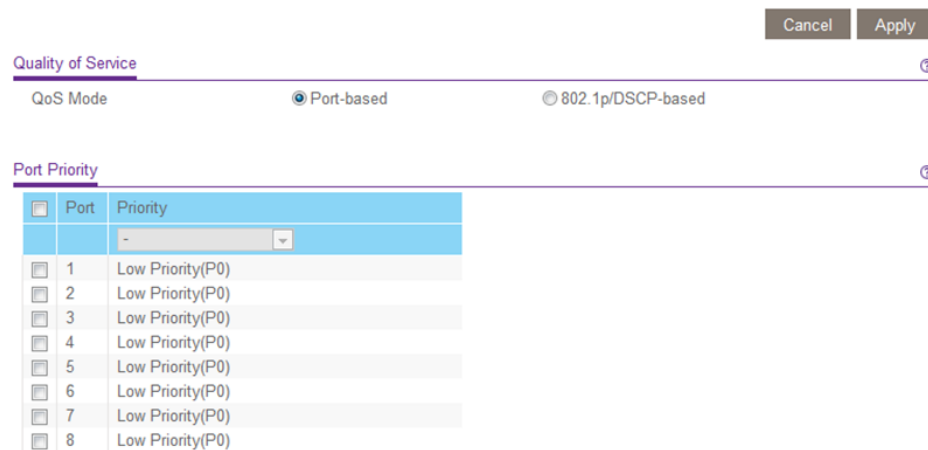 Cancel Apply
Quality of Service
QoS Mode Port-based 802.1p/DSCP-based
Port Priority
Port Priority
-
1 Low Priority(P0)
2 Low Priority(P0)
3 Low Priority(P0)
4 Low Priority(P0)
5 Low Priority(P0)
6 Low Priority(P0)
7 Low Priority(P0)
8 Low Priority(P0)